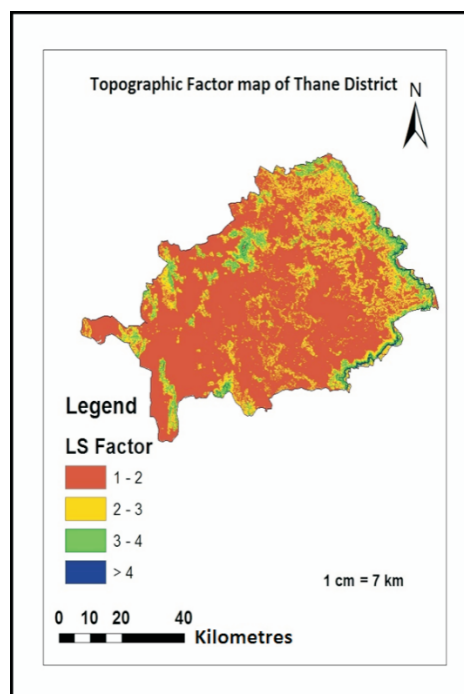 Topographic Factor map of Thane District
N
Legend
LS Factor
1 - 2
2 - 3
3 - 4
> 4
1 cm = 7 km
0 5 10 20 40
Kilometres